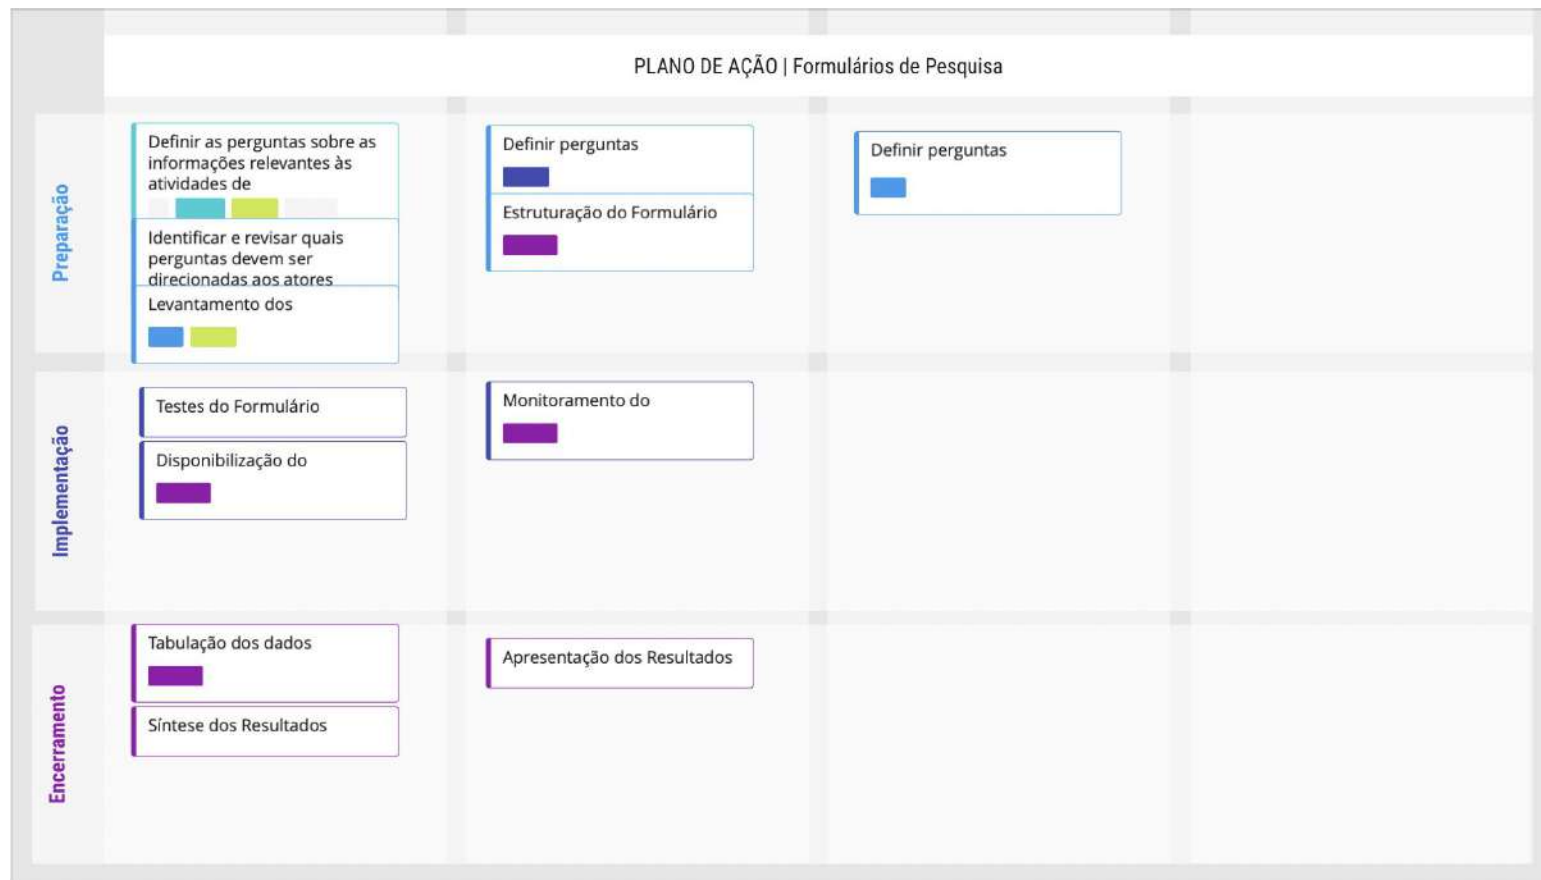 PLANO DE AÇÃO | Formulários de Pesquisa
Preparação
Definir as perguntas sobre as
informações relevantes às
atividades de
Identificar e revisar quais
perguntas devem ser
direcionadas aos atores
Levantamento dos
Definir perguntas
Estruturação do Formulário
Definir perguntas
Implementação
Testes do Formulário
Disponibilização do
Monitoramento do
Encerramento
Tabulação dos dados
Síntese dos Resultados
Apresentação dos Resultados